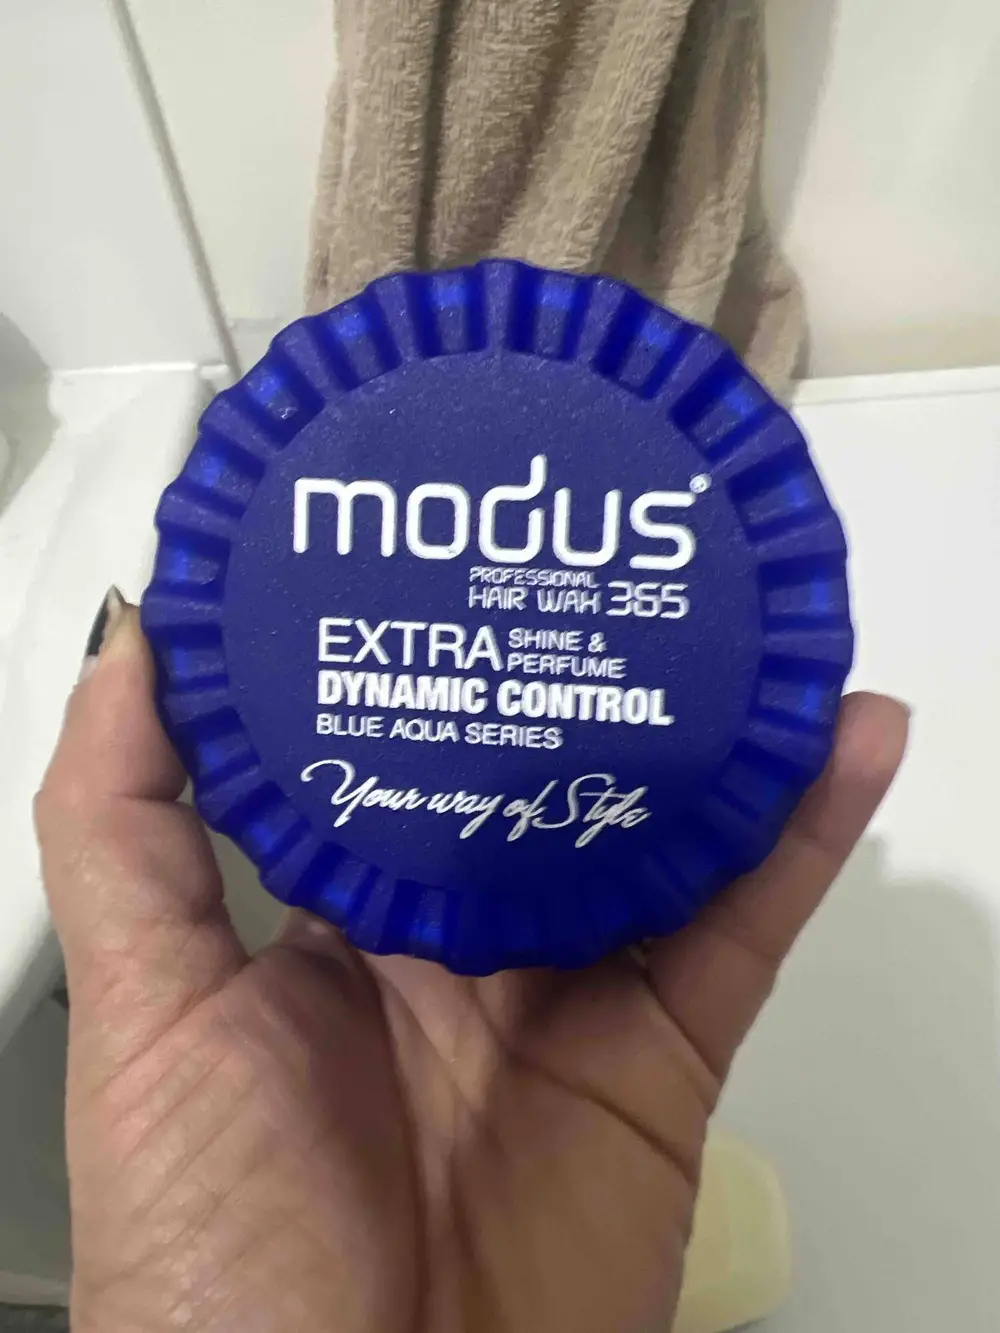 modus®
PROFESSIONAL
HAIR WAX 365
EXTRA SHINE & PERFUME
DYNAMIC CONTROL
BLUE AQUA SERIES
Your way of Style